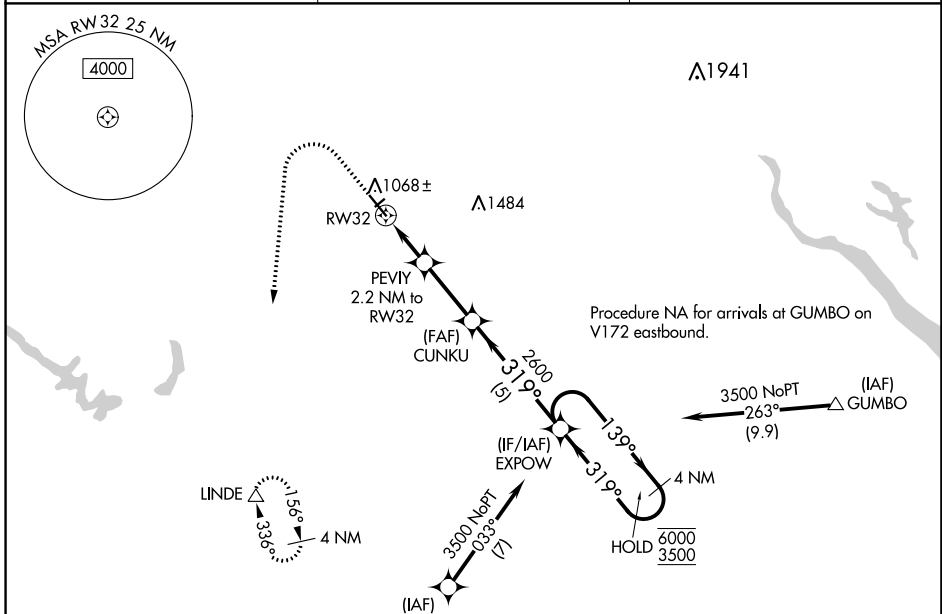 MSA RW32 25 NM
4000
1941
1068 ±
1484
RW32
PEVIY
2.2 NM to
RW32
(FAF)
CUNKU
Procedure NA for arrivals at GUMBO on
V172 eastbound.
2600
319°
(5)
3500 NoPT
263°
(9.9)
(IAF)
GUMBO
(IF/IAF)
EXPOW
139°
319°
4 NM
HOLD
6000
3500
LINDE
156°
336°
4 NM
3500 NoPT
033°
(7)
(IAF)